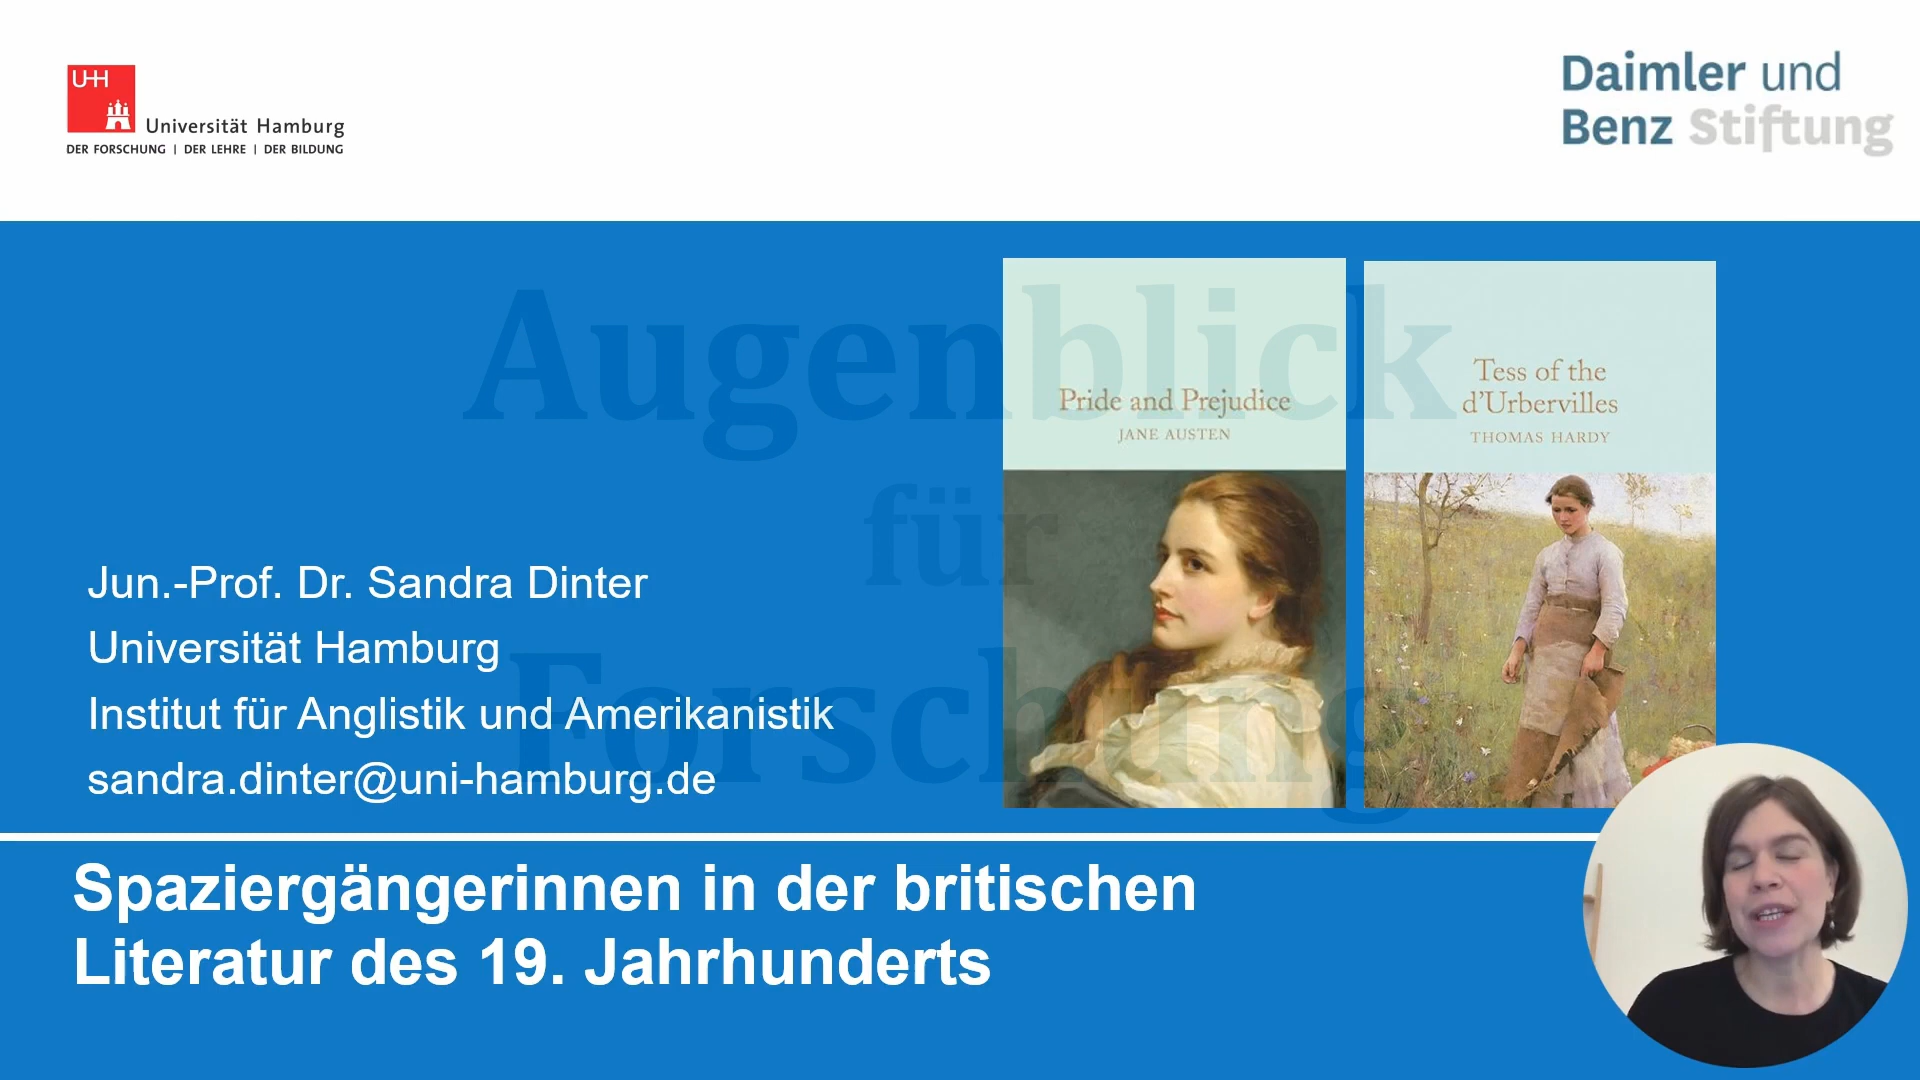 UHH
Universität Hamburg
DER FORSCHUNG | DER LEHRE | DER BILDUNG
Daimler und
Benz Stiftung
Augenblick
für
Forschung
Pride and Prejudice
JANE AUSTEN
Tess of the
d'Urbervilles
THOMAS HARDY
Jun.-Prof. Dr. Sandra Dinter
Universität Hamburg
Institut für Anglistik und Amerikanistik
sandra.dinter@uni-hamburg.de
Spaziergängerinnen in der britischen
Literatur des 19. Jahrhunderts